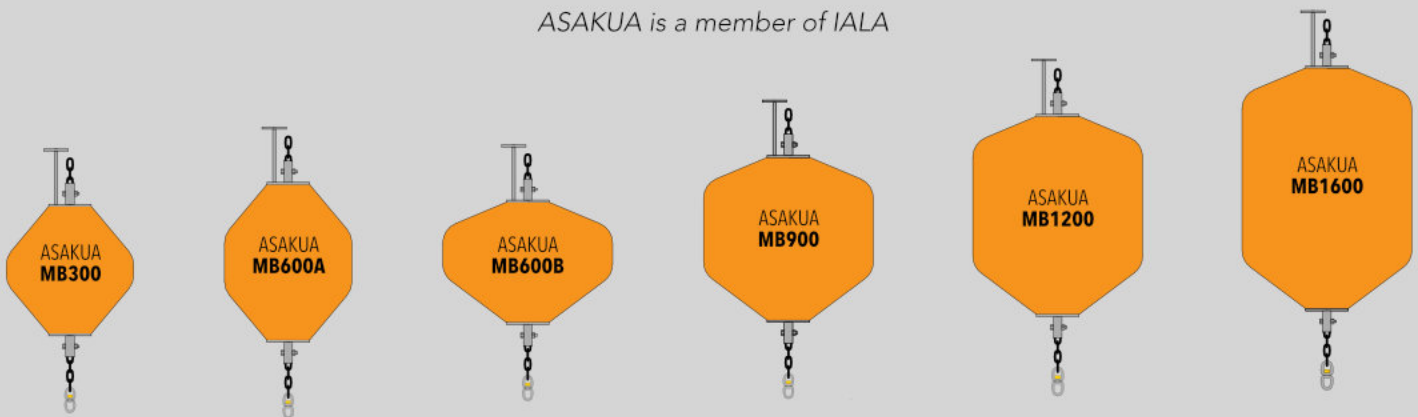 ASAKUA is a member of IALA
ASAKUA
MB300
ASAKUA
MB600A
ASAKUA
MB600B
ASAKUA
MB900
ASAKUA
MB1200
ASAKUA
MB1600